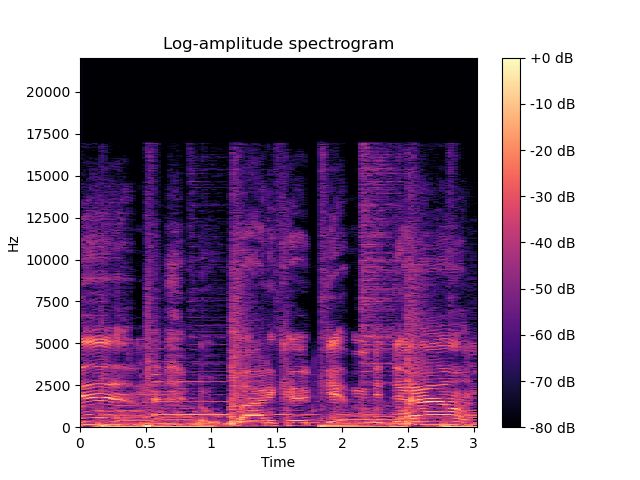 Log-amplitude spectrogram
20000
17500
15000
12500
10000
7500
5000
2500
0
Hz
0 0.5 1 1.5 2 2.5 3
Time
+0 dB
-10 dB
-20 dB
-30 dB
-40 dB
-50 dB
-60 dB
-70 dB
-80 dB